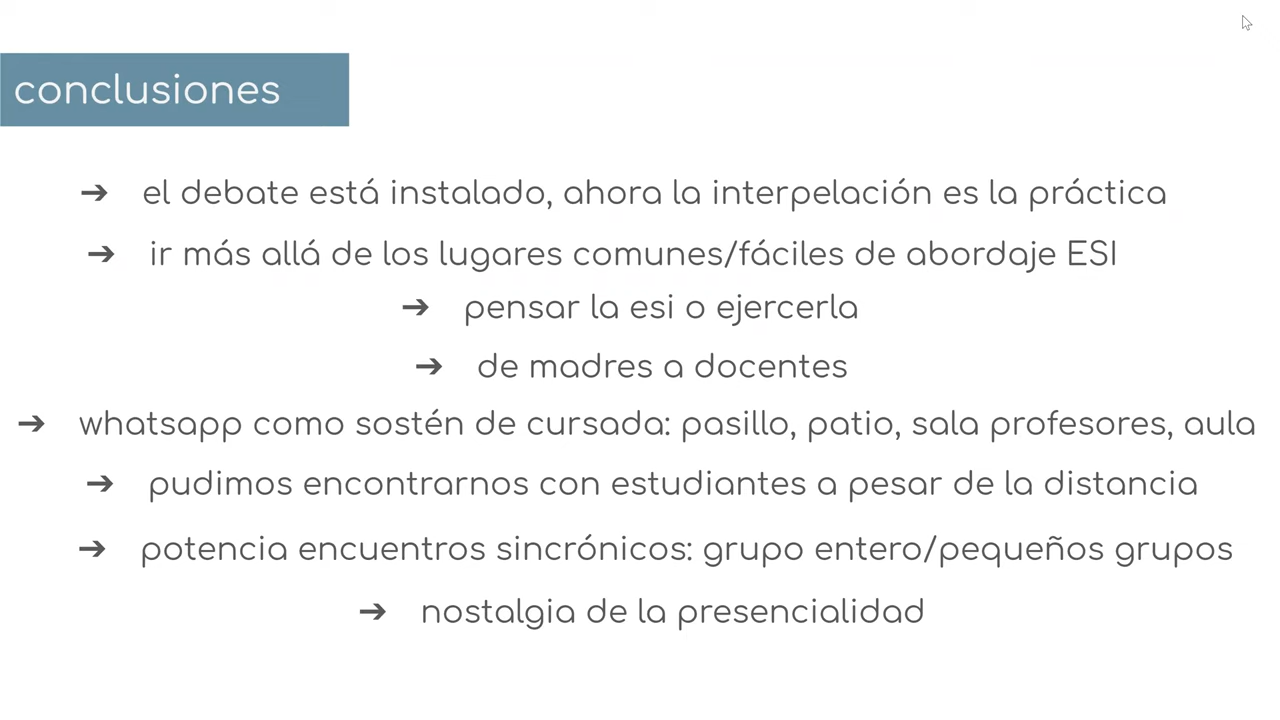 conclusiones
➔ el debate está instalado, ahora la interpelación es la práctica
➔ ir más allá de los lugares comunes/fáciles de abordaje ESI
➔ pensar la esi o ejercerla
➔ de madres a docentes
➔ whatsapp como sostén de cursada: pasillo, patio, sala profesores, aula
➔ pudimos encontrarnos con estudiantes a pesar de la distancia
➔ potencia encuentros sincrónicos: grupo entero/pequeños grupos
➔ nostalgia de la presencialidad